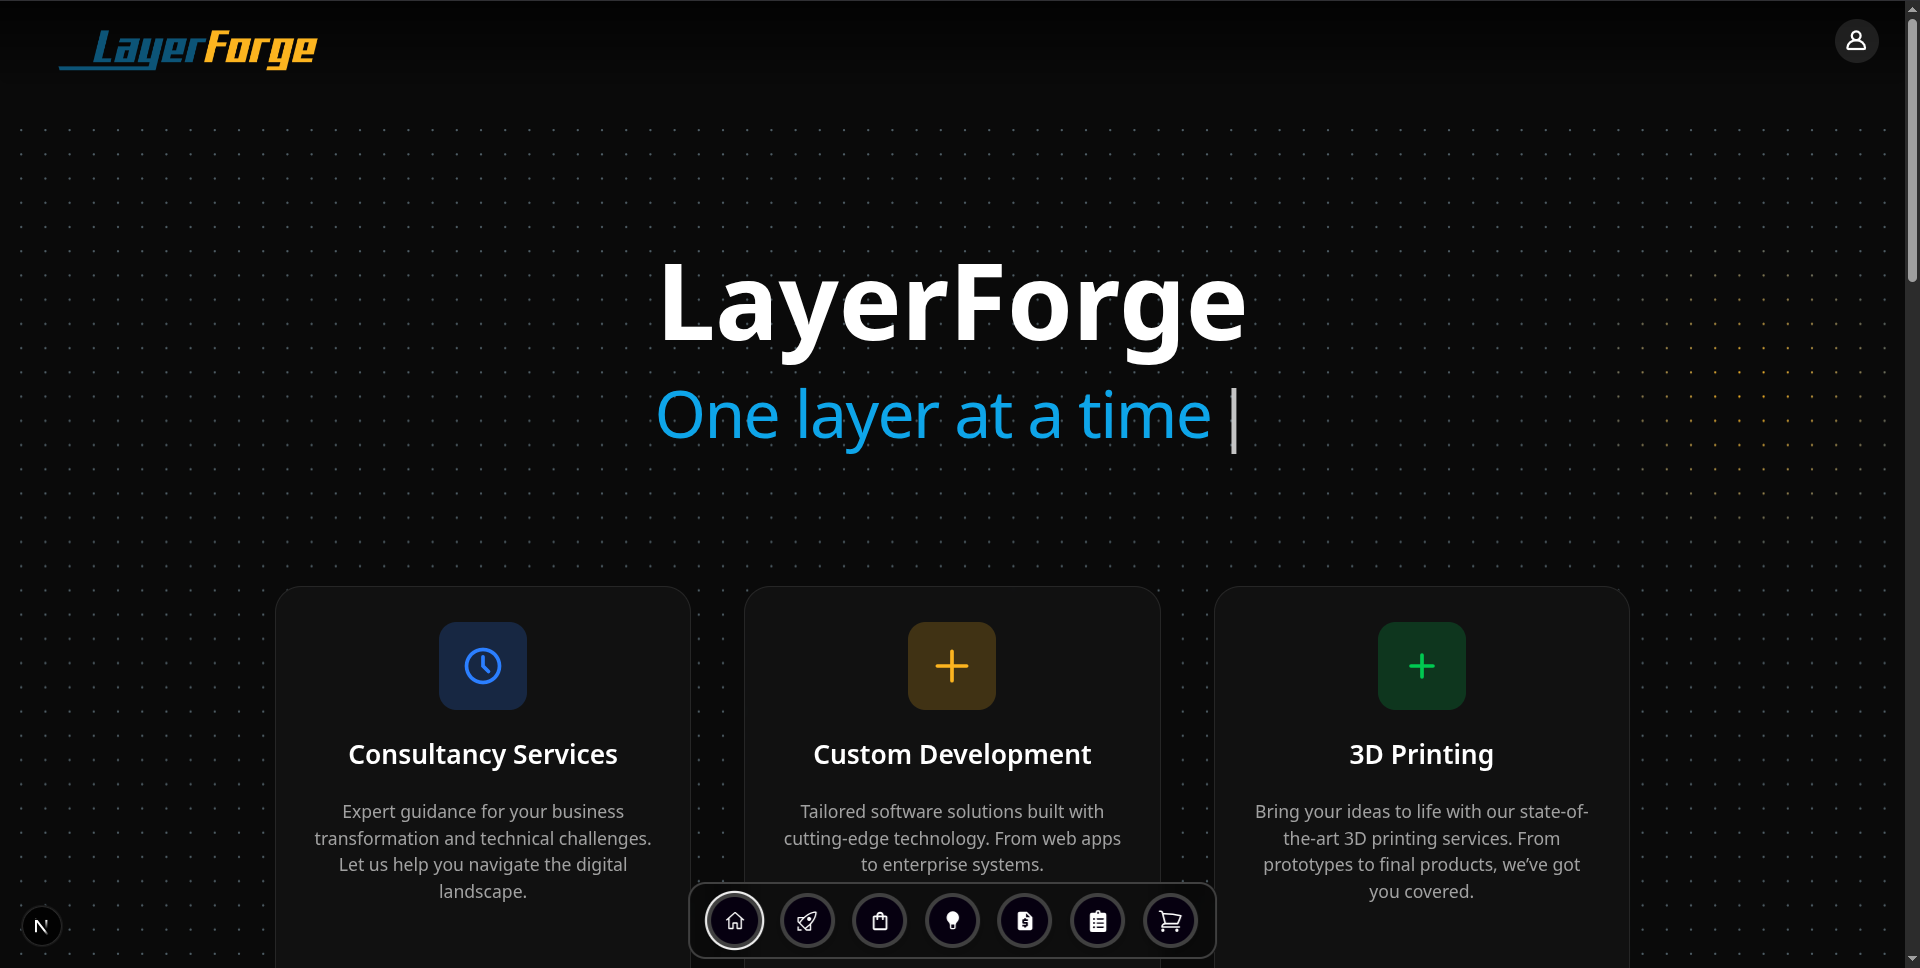 LayerForge
LayerForge
One layer at a time
Consultancy Services
Expert guidance for your business
transformation and technical challenges.
Let us help you navigate the digital
landscape.
Custom Development
Tailored software solutions built with
cutting-edge technology. From web apps
to enterprise systems.
3D Printing
Bring your ideas to life with our state-of-
the-art 3D printing services. From
prototypes to final products, we’ve got
you covered.
N